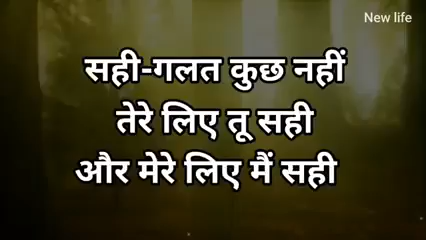 New life
सही-गलत कुछ नहीं
तेरे लिए तू सही
और मेरे लिए मैं सही